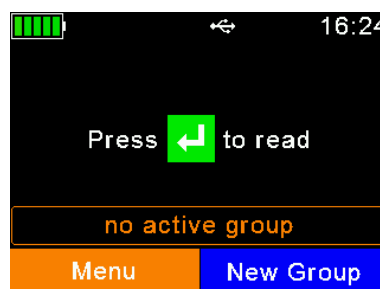 16:24
Press ↵ to read
no active group
Menu New Group